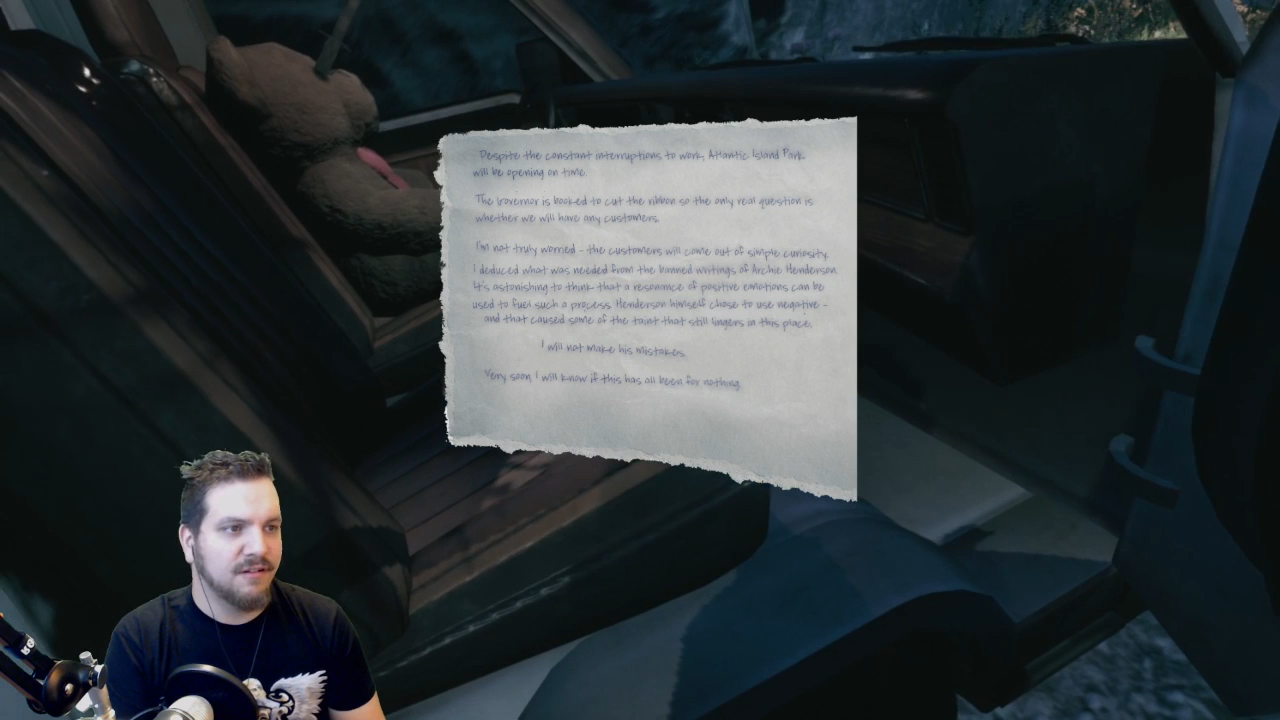 Despite the constant interruptions to work, Atlantic Island Park
will be opening on time.
The Governor is booked to cut the ribbon so the only real question is
whether we will have any customers.
I'm not truly worried - the customers will come out of simple curiosity.
I deduced what was needed from the banned writings of Archie Henderson.
It's astonishing to think that a resonance of positive emotions can be
used to fuel such a process. Henderson himself chose to use negative -
and that caused some of the taint that still lingers in this place.
I will not make his mistakes.
Very soon I will know if this has all been for nothing.